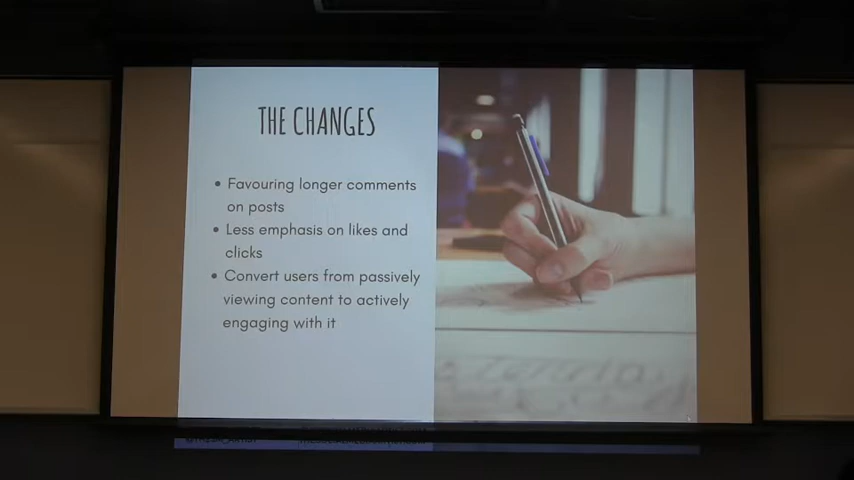 THE CHANGES
• Favouring longer comments
on posts
• Less emphasis on likes and
clicks
• Convert users from passively
viewing content to actively
engaging with it